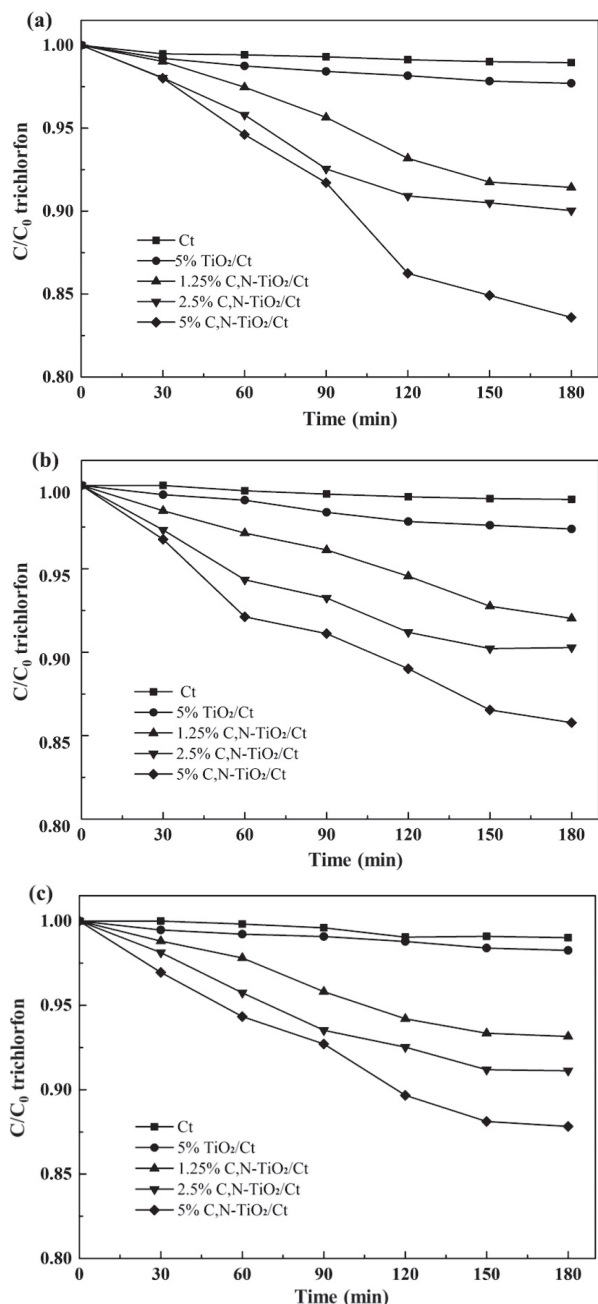 (a)
1.00
0.95
0.90
0.85
0.80
C/C₀ trichlorfon
Ct
5% TiO₂/Ct
1.25% C,N-TiO₂/Ct
2.5% C,N-TiO₂/Ct
5% C,N-TiO₂/Ct
0 30 60 90 120 150 180
Time (min)
(b)
1.00
0.95
0.90
0.85
0.80
C/C₀ trichlorfon
Ct
5% TiO₂/Ct
1.25% C,N-TiO₂/Ct
2.5% C,N-TiO₂/Ct
5% C,N-TiO₂/Ct
0 30 60 90 120 150 180
Time (min)
(c)
1.00
0.95
0.90
0.85
0.80
C/C₀ trichlorfon
Ct
5% TiO₂/Ct
1.25% C,N-TiO₂/Ct
2.5% C,N-TiO₂/Ct
5% C,N-TiO₂/Ct
0 30 60 90 120 150 180
Time (min)